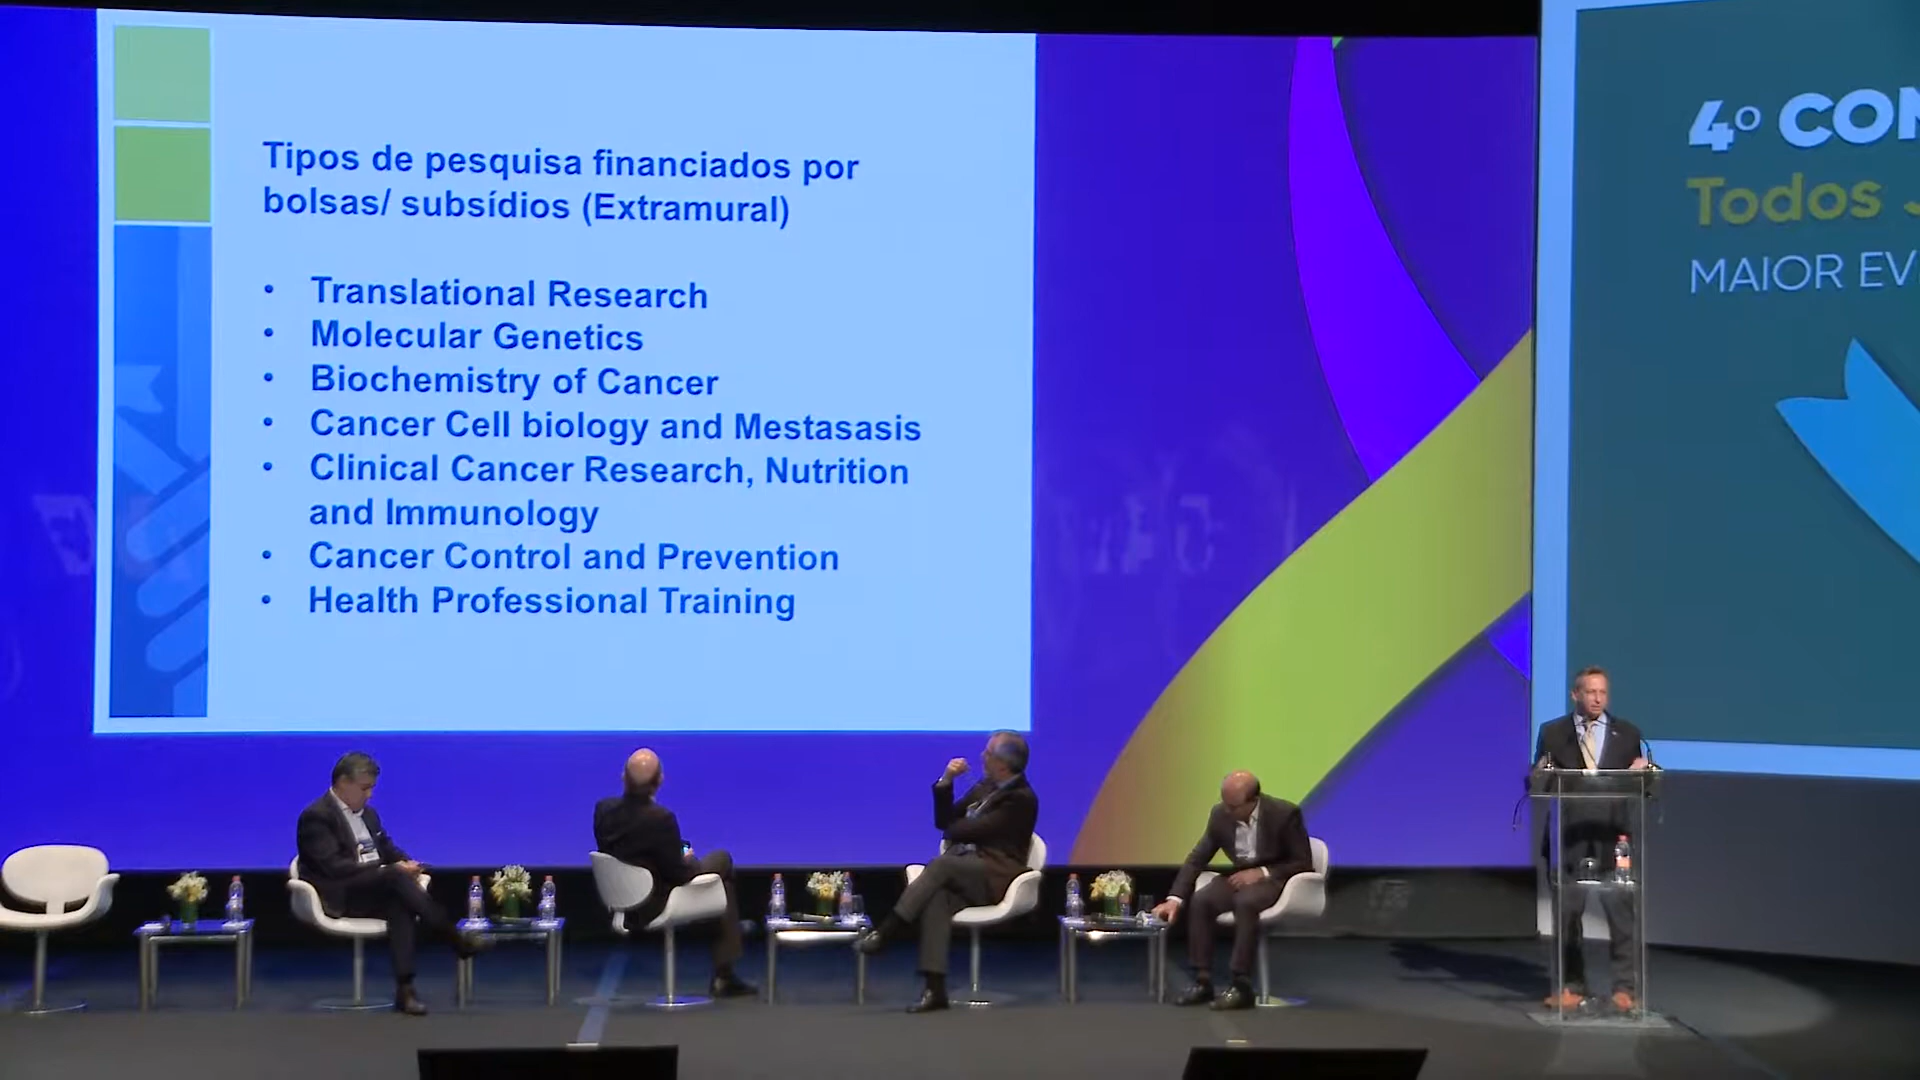 Tipos de pesquisa financiados por
bolsas/ subsídios (Extramural)
• Translational Research
• Molecular Genetics
• Biochemistry of Cancer
• Cancer Cell biology and Mestasasis
• Clinical Cancer Research, Nutrition
and Immunology
• Cancer Control and Prevention
• Health Professional Training
4º CON
Todos J
MAIOR EV